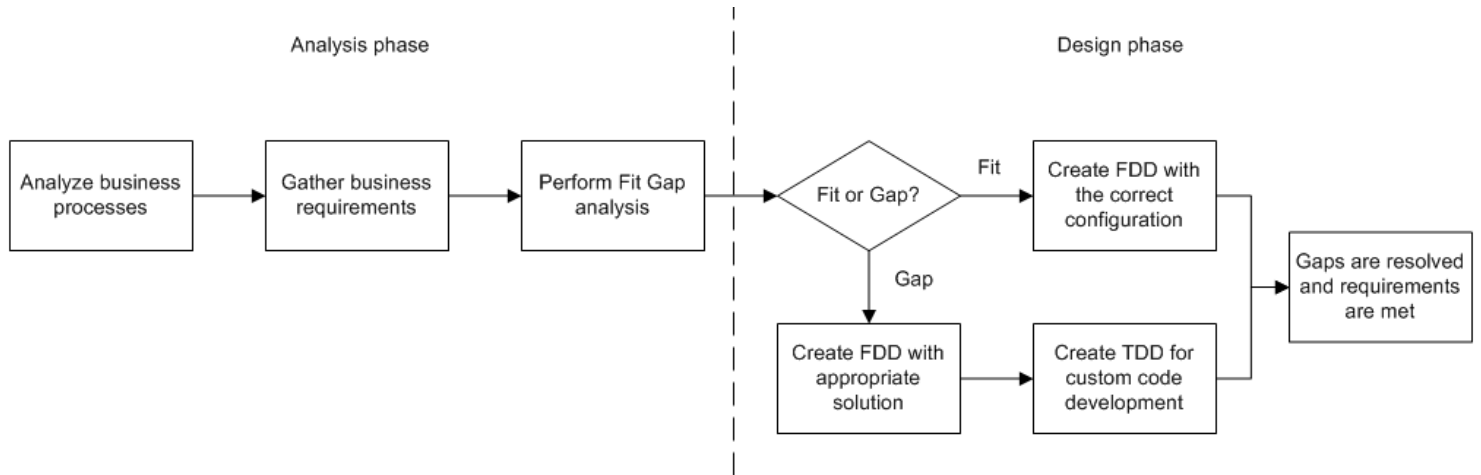 Analysis phase
Design phase
Analyze business
processes
Gather business
requirements
Perform Fit Gap
analysis
Fit or Gap?
Fit
Create FDD with
the correct
configuration
Gap
Create FDD with
appropriate
solution
Create TDD for
custom code
development
Gaps are resolved
and requirements
are met